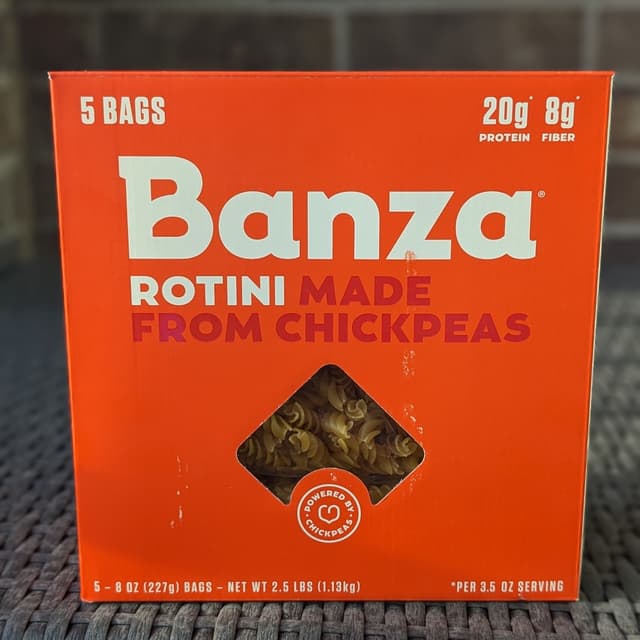 5 BAGS
20g* 8g*
PROTEIN FIBER
Banza®
ROTINI MADE
FROM CHICKPEAS
POWERED BY
CHICKPEAS
5 – 8 OZ (227g) BAGS – NET WT 2.5 LBS (1.13kg)
*PER 3.5 OZ SERVING